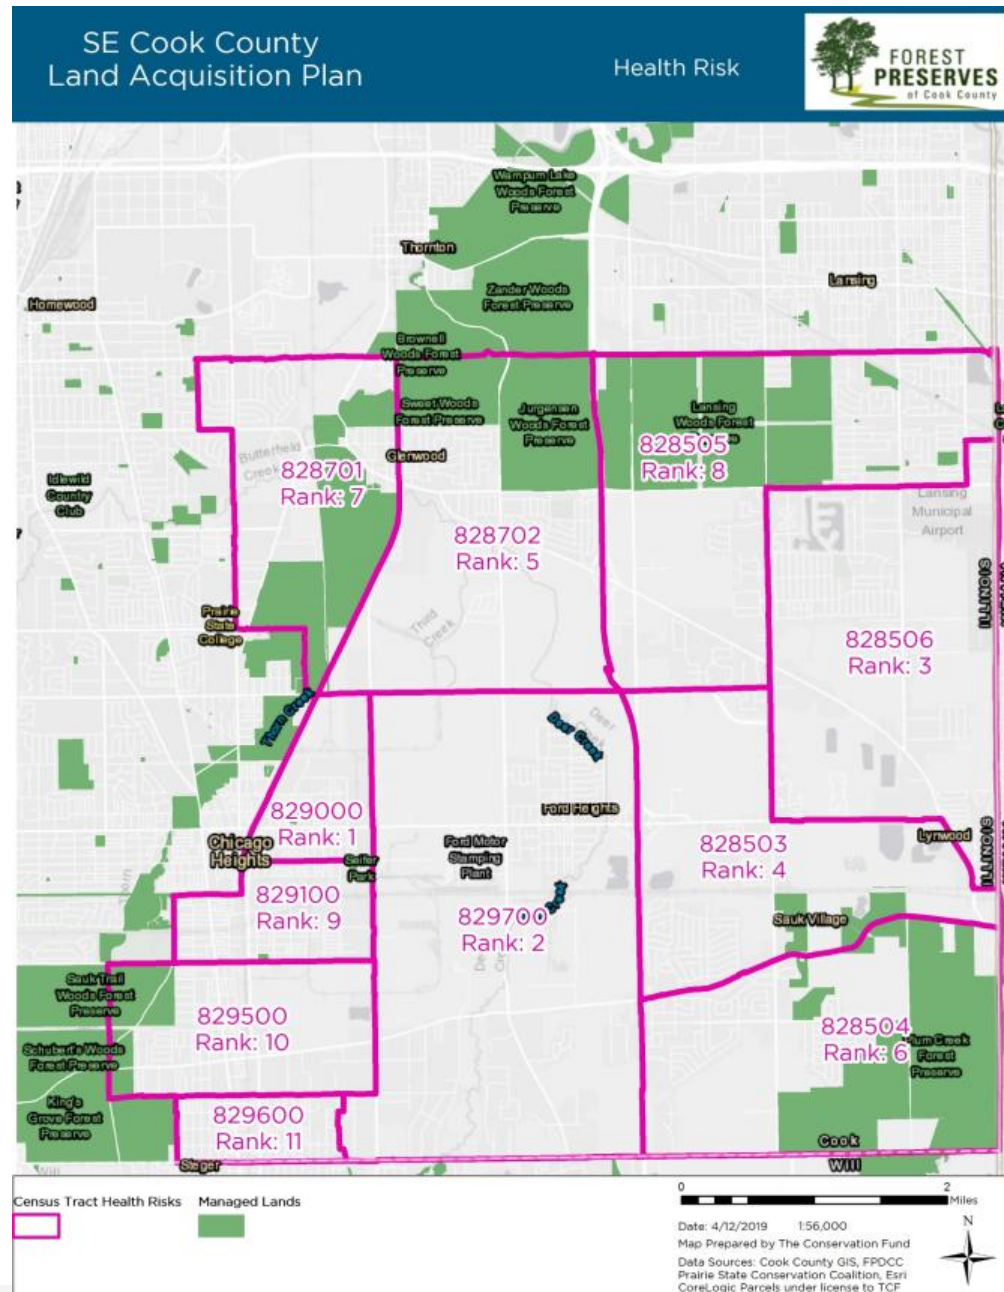 SE Cook County
Land Acquisition Plan
Health Risk
FOREST
PRESERVES
of Cook County
Wampum Lake
Woods Forest
Preserve
Thornton
Lansing
Zander Woods
Forest Preserve
Homewood
Brownell
Woods Forest
Preserve
Sweet Woods
Forest Preserve
Jurgensen
Woods Forest
Preserve
Lansing
Woods Forest
828505
Rank: 8
Butterfield
Creek
Glenwood
828701
Rank: 7
Idlewild
Country
Club
Lansing
Municipal
Airport
828702
Rank: 5
ILLINOIS
Prairie
State
College
Third
Creek
828506
Rank: 3
Thorn Creek
Deer
Deer Creek
829000
Rank: 1
Ford Heights
Chicago
Heights
Ford Motor
Stamping
Plant
828503
Rank: 4
ILLINOIS
Lynwood
Seifer
Park
Thorn
829100
Rank: 9
829700
Rank: 2
Sauk Village
Sauk Trail
Woods Forest
Preserve
829500
Rank: 10
828504
Rank: 6
Plum Creek
Forest
Preserve
Schubert's Woods
Forest Preserve
King's
Grove Forest
Preserve
829600
Rank: 11
Cook
Will
Steger
Will
Census Tract Health Risks
Managed Lands
0 2
Miles
Date: 4/12/2019 1:56,000
Map Prepared by The Conservation Fund
Data Sources: Cook County GIS, FPDCC
Prairie State Conservation Coalition, Esri
CoreLogic Parcels under license to TCF
N